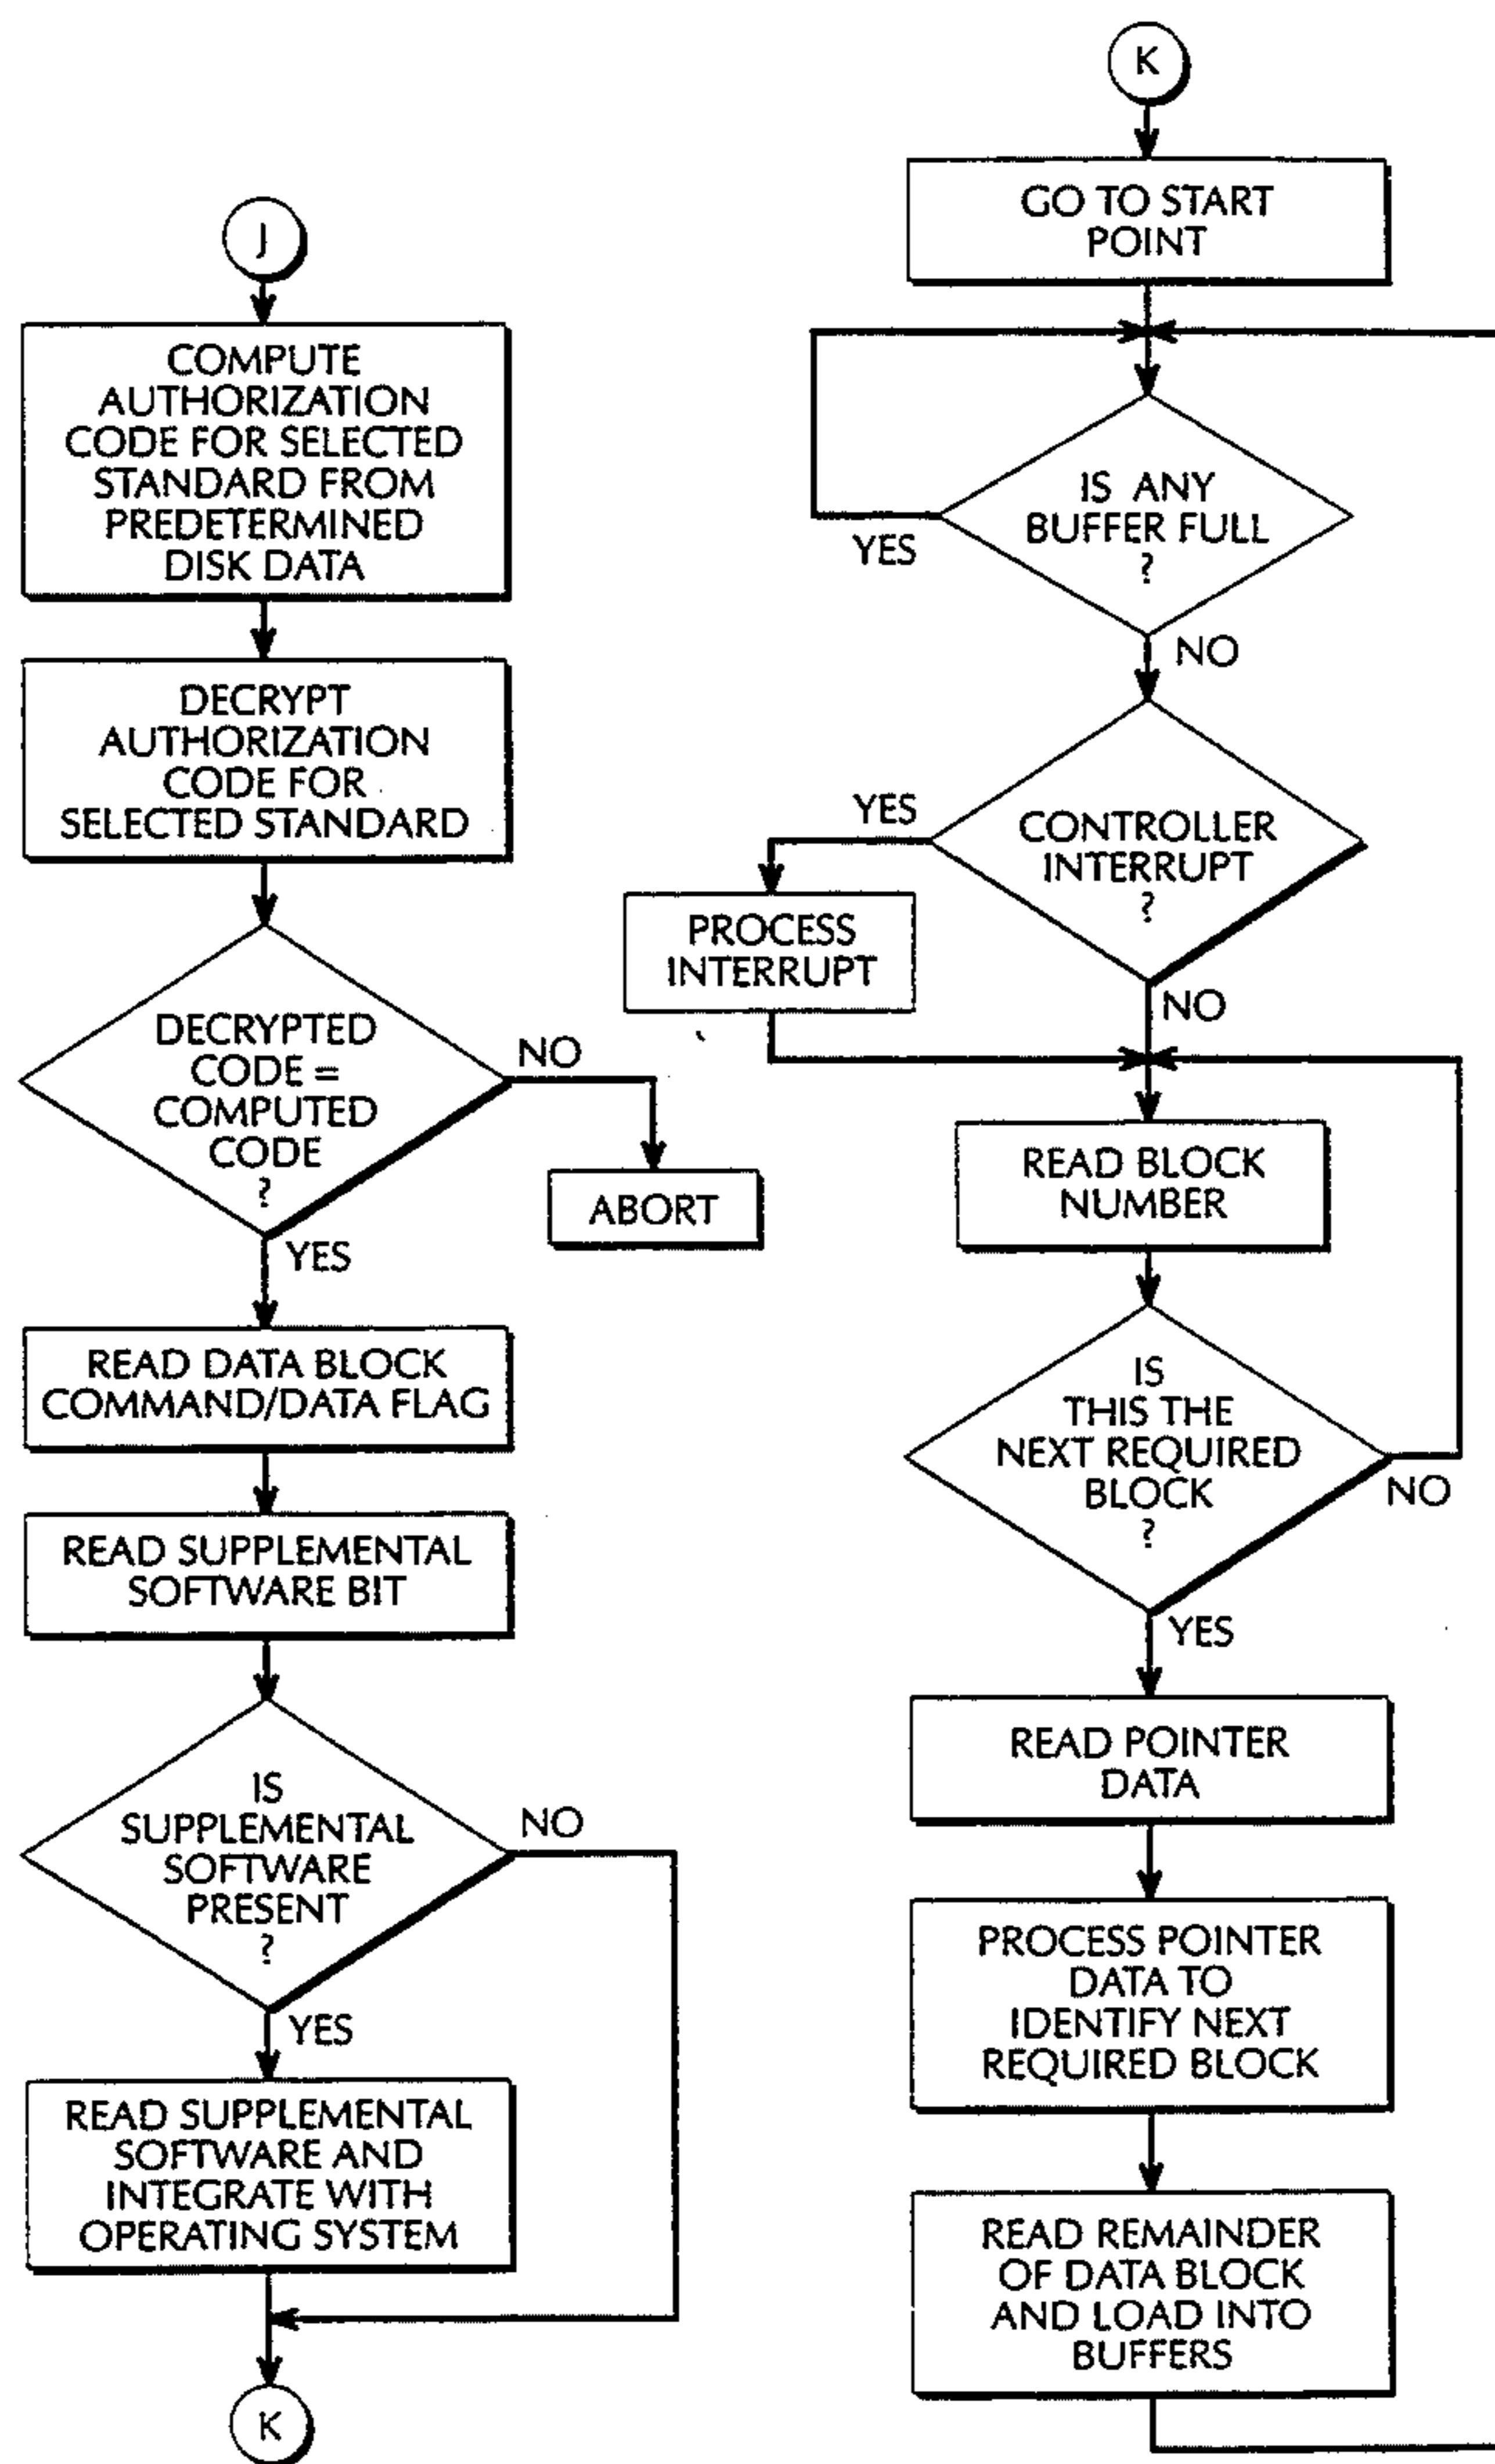 J
COMPUTE
AUTHORIZATION
CODE FOR SELECTED
STANDARD FROM
PREDETERMINED
DISK DATA
DECRYPT
AUTHORIZATION
CODE FOR
SELECTED STANDARD
DECRYPTED
CODE =
COMPUTED
CODE
?
NO
ABORT
YES
READ DATA BLOCK
COMMAND/DATA FLAG
READ SUPPLEMENTAL
SOFTWARE BIT
IS
SUPPLEMENTAL
SOFTWARE
PRESENT
?
NO
YES
READ SUPPLEMENTAL
SOFTWARE AND
INTEGRATE WITH
OPERATING SYSTEM
K
K
GO TO START
POINT
IS ANY
BUFFER FULL
?
YES
NO
CONTROLLER
INTERRUPT
?
YES
PROCESS
INTERRUPT
NO
READ BLOCK
NUMBER
IS
THIS THE
NEXT REQUIRED
BLOCK
?
NO
YES
READ POINTER
DATA
PROCESS POINTER
DATA TO
IDENTIFY NEXT
REQUIRED BLOCK
READ REMAINDER
OF DATA BLOCK
AND LOAD INTO
BUFFERS